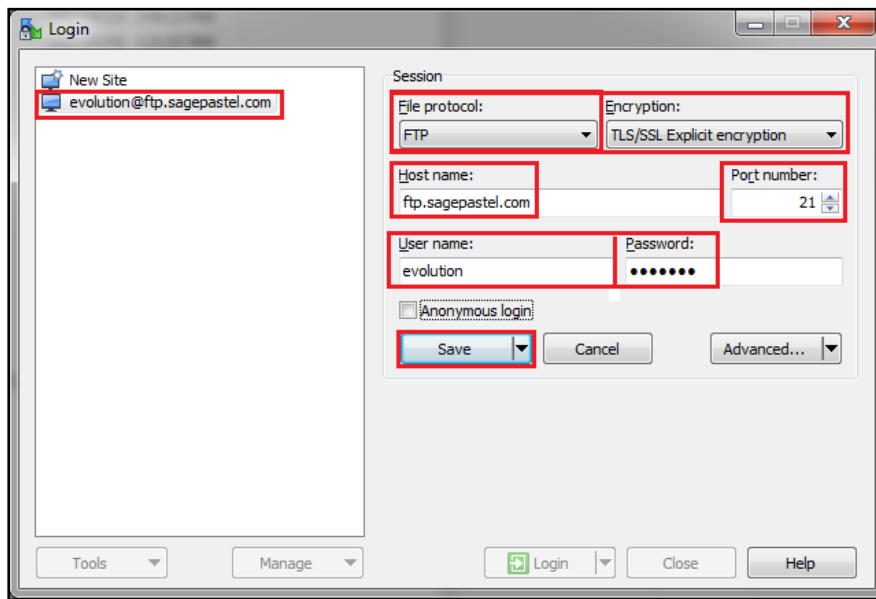 Login
New Site
evolution@ftp.sagepastel.com
Session
File protocol: Encryption:
FTP TLS/SSL Explicit encryption
Host name: Port number:
ftp.sagepastel.com 21
User name: Password:
evolution •••••••
Anonymous login
Save Cancel Advanced...
Tools Manage Login Close Help